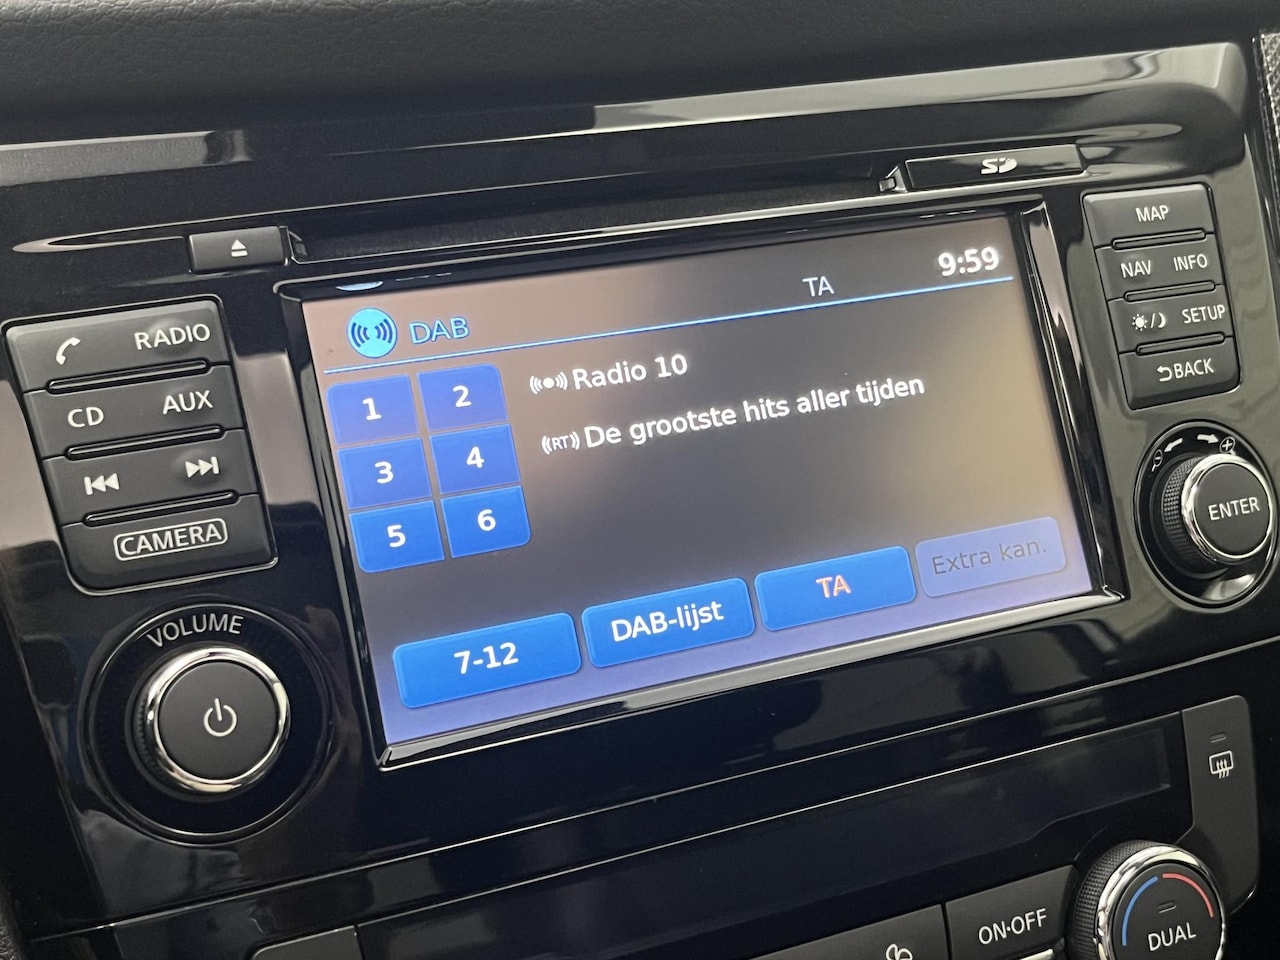 SD
MAP
NAV INFO
SETUP
BACK
ENTER
RADIO
CD AUX
CAMERA
VOLUME
TA 9:59
DAB
1 2
3 4
5 6
Radio 10
RT De grootste hits aller tijden
7-12 DAB-lijst TA Extra kan.
ON·OFF
DUAL